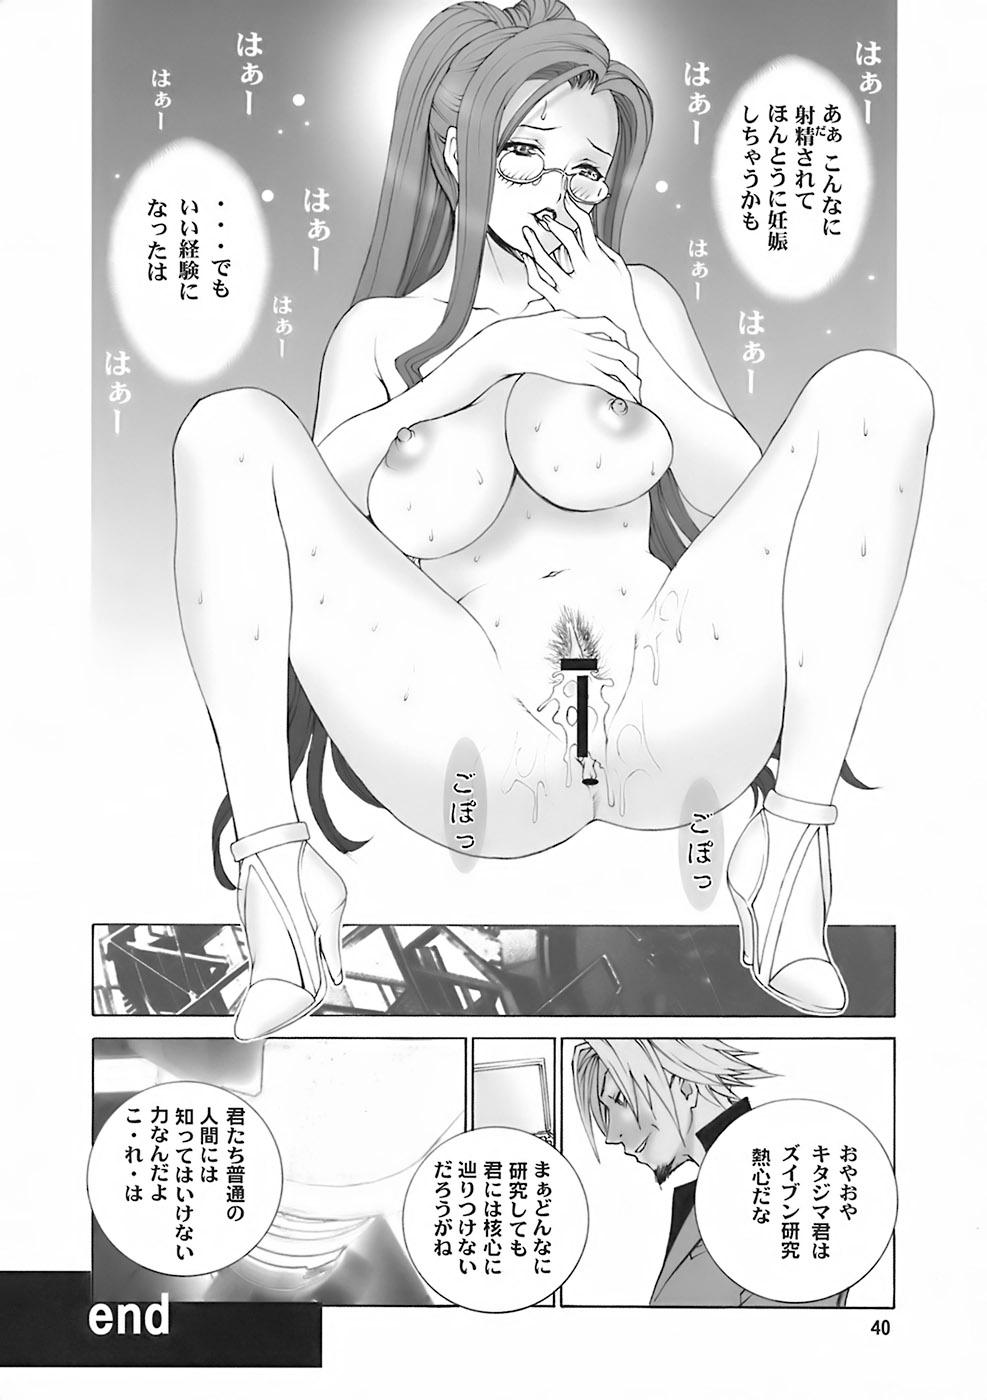 はぁー
はぁー
あぁ こんなに
射精されて
だ
ほんとうに妊娠
しちゃうかも
はぁー
はぁー
はぁー
はぁー
はぁー
はぁー
はぁー
・・・でも
いい経験に
なったは
ごぽっ
ごぽっ
おやおや
キタジマ君は
ズイブン研究
熱心だな
まぁどんなに
研究しても
君には核心に
辿りつけない
だろうがね
君たち普通の
人間には
知ってはいけない
力なんだよ
こ・れ・は
end
40